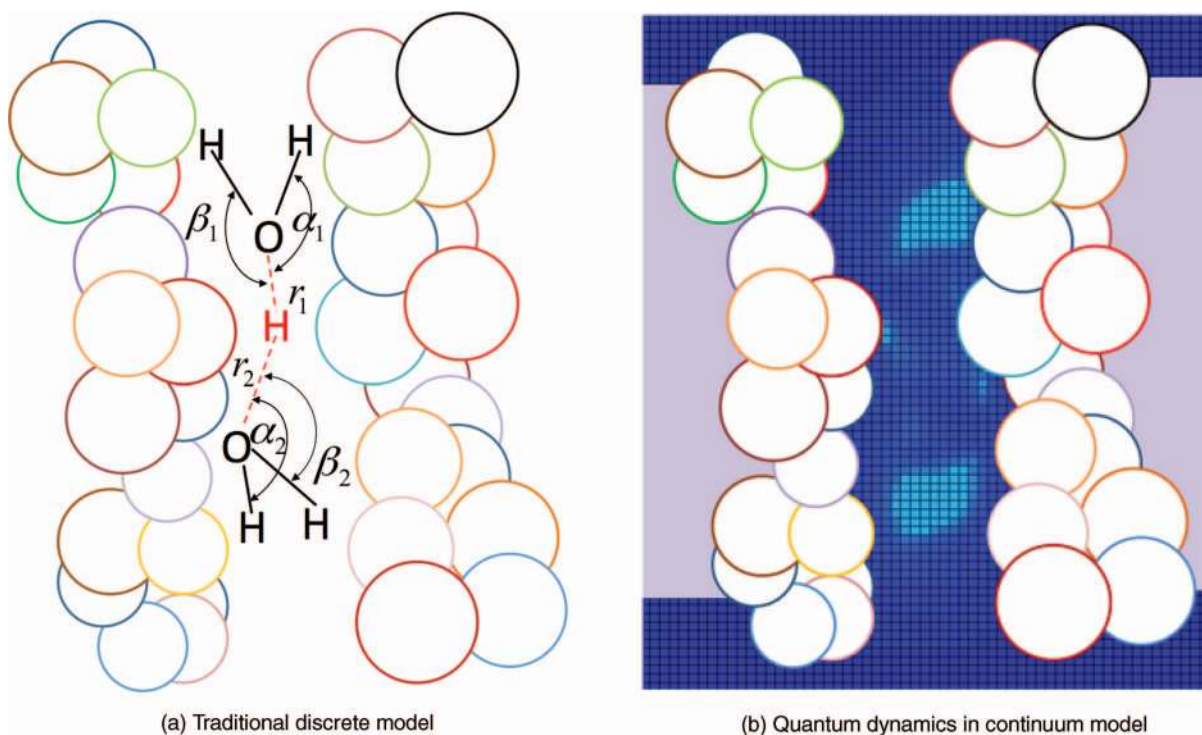 H H
β₁ O α₁
r₁
H
r₂
O α₂
β₂
H H
(a) Traditional discrete model
(b) Quantum dynamics in continuum model